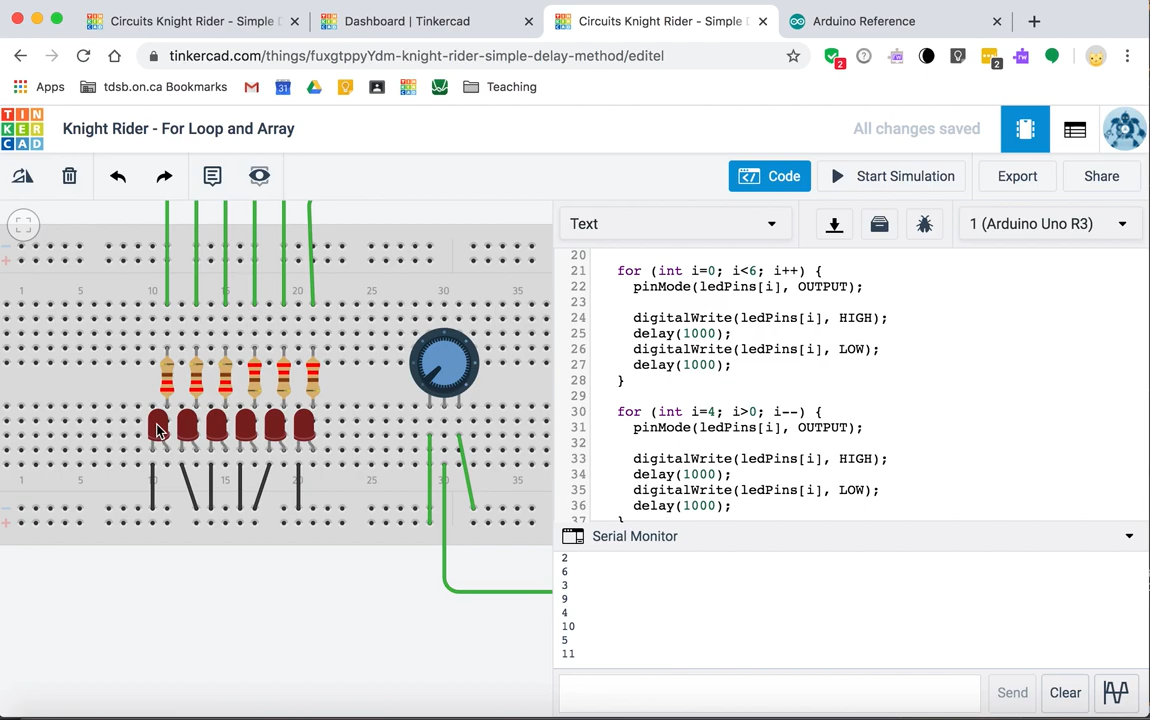 Circuits Knight Rider - Simple D
Dashboard | Tinkercad
Circuits Knight Rider - Simple D
Arduino Reference
tinkercad.com/things/fuxgtppyYdm-knight-rider-simple-delay-method/editel
2
2
Apps
tdsb.on.ca Bookmarks
31
Teaching
TIN
KER
CAD
Knight Rider - For Loop and Array
All changes saved
Code
Start Simulation
Export
Share
Text
1 (Arduino Uno R3)
1 5 10 15 20 25 30 35
1 5 10 15 20 25 30 35
20
21 for (int i=0; i<6; i++) {
22 pinMode(ledPins[i], OUTPUT);
23
24 digitalWrite(ledPins[i], HIGH);
25 delay(1000);
26 digitalWrite(ledPins[i], LOW);
27 delay(1000);
28 }
29
30 for (int i=4; i>0; i--) {
31 pinMode(ledPins[i], OUTPUT);
32
33 digitalWrite(ledPins[i], HIGH);
34 delay(1000);
35 digitalWrite(ledPins[i], LOW);
36 delay(1000);
37 }
Serial Monitor
2
6
3
9
4
10
5
11
Send
Clear